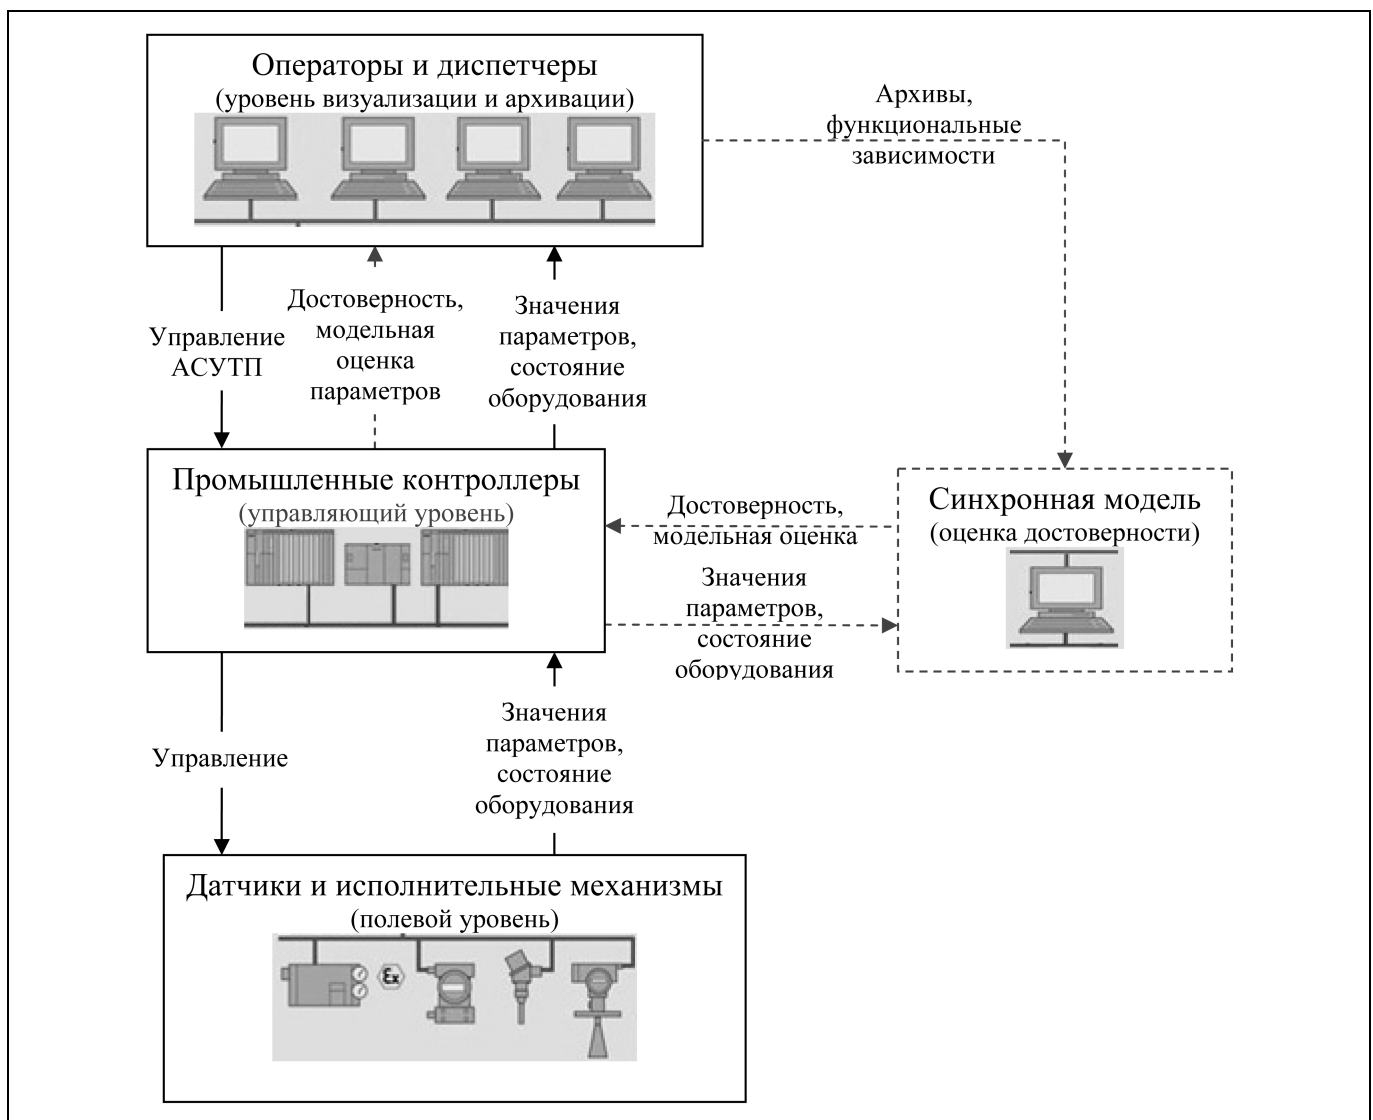 Операторы и диспетчеры
(уровень визуализации и архивации)
Архивы,
функциональные
зависимости
Управление
АСУТП
Достоверность,
модельная
оценка
параметров
Значения
параметров,
состояние
оборудования
Промышленные контроллеры
(управляющий уровень)
Достоверность,
модельная оценка
Значения
параметров,
состояние
оборудования
Синхронная модель
(оценка достоверности)
Управление
Значения
параметров,
состояние
оборудования
Датчики и исполнительные механизмы
(полевой уровень)
Ex